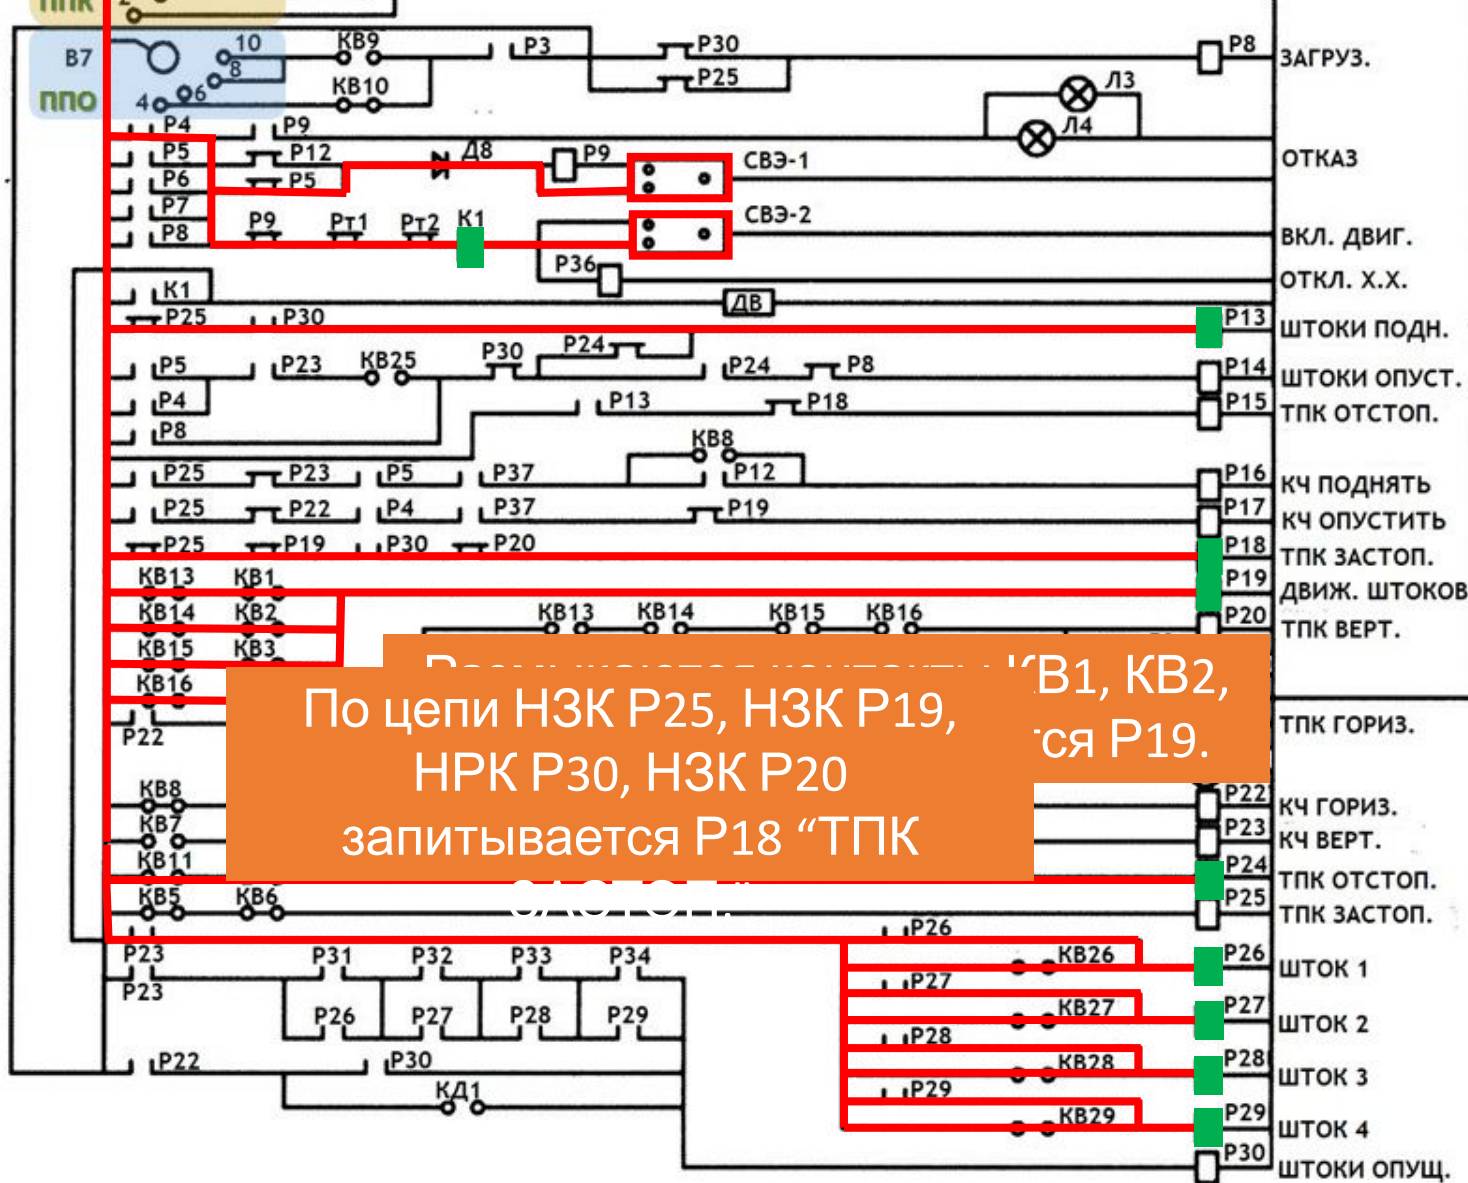 ППК 2
10 КВ9 Р3 Р30 Р8 ЗАГРУЗ.
В7 8 Р25 Л3
ППО 4 6 КВ10
Р4 Р9 Л4
Р5 Р12 Д8 Р9 СВЭ-1 ОТКАЗ
Р6 Р5
Р7
Р8 Р9 Рт1 Рт2 К1 СВЭ-2 ВКЛ. ДВИГ.
Р36 ОТКЛ. Х.Х.
К1 ДВ
Р25 Р30 Р13 ШТОКИ ПОДН.
Р24
Р5 Р23 КВ25 Р30 Р24 Р8 Р14 ШТОКИ ОПУСТ.
Р4 Р13 Р18 Р15 ТПК ОТСТОП.
Р8 КВ8
Р25 Р23 Р5 Р37 Р12 Р16 КЧ ПОДНЯТЬ
Р25 Р22 Р4 Р37 Р19 Р17 КЧ ОПУСТИТЬ
Р25 Р19 Р30 Р20 Р18 ТПК ЗАСТОП.
КВ13 КВ1 Р19 ДВИЖ. ШТОКОВ
КВ14 КВ2 КВ13 КВ14 КВ15 КВ16 Р20 ТПК ВЕРТ.
КВ15 КВ3
КВ16
КВ1, КВ2,
Р19.
Р22 ТПК ГОРИЗ.
По цепи НЗК Р25, НЗК Р19,
НРК Р30, НЗК Р20
запитывается Р18 “ТПК
ЗАСТОП.“
КВ8 Р22 КЧ ГОРИЗ.
КВ7 Р23 КЧ ВЕРТ.
КВ11 Р24 ТПК ОТСТОП.
КВ5 КВ6 Р25 ТПК ЗАСТОП.
Р26
Р23 Р31 Р32 Р33 Р34 КВ26 Р26 ШТОК 1
Р23 Р27
Р26 Р27 Р28 Р29 КВ27 Р27 ШТОК 2
Р28
Р22 Р30 КВ28 Р28 ШТОК 3
КД1 Р29
КВ29 Р29 ШТОК 4
Р30 ШТОКИ ОПУЩ.